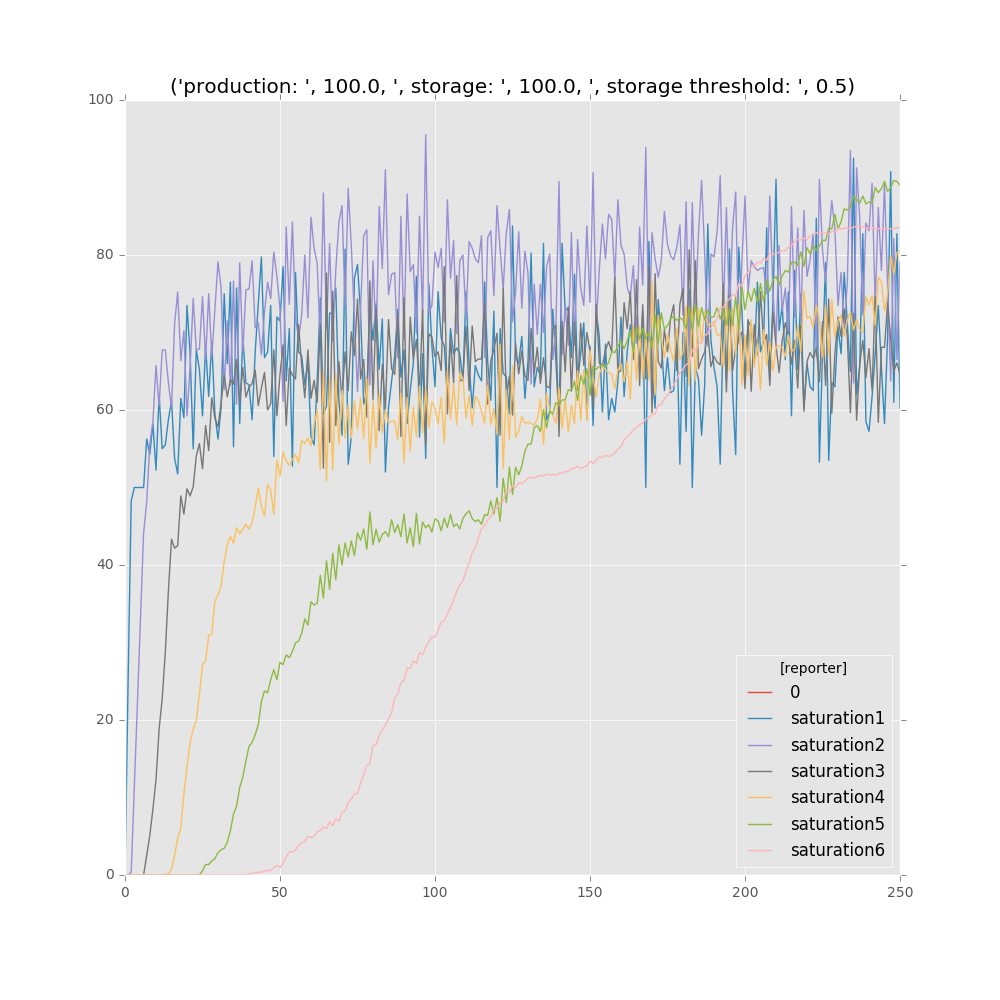 ('production: ', 100.0, ', storage: ', 100.0, ', storage threshold: ', 0.5)
100
80
60
40
20
0
0 50 100 150 200 250
[reporter]
0
saturation1
saturation2
saturation3
saturation4
saturation5
saturation6